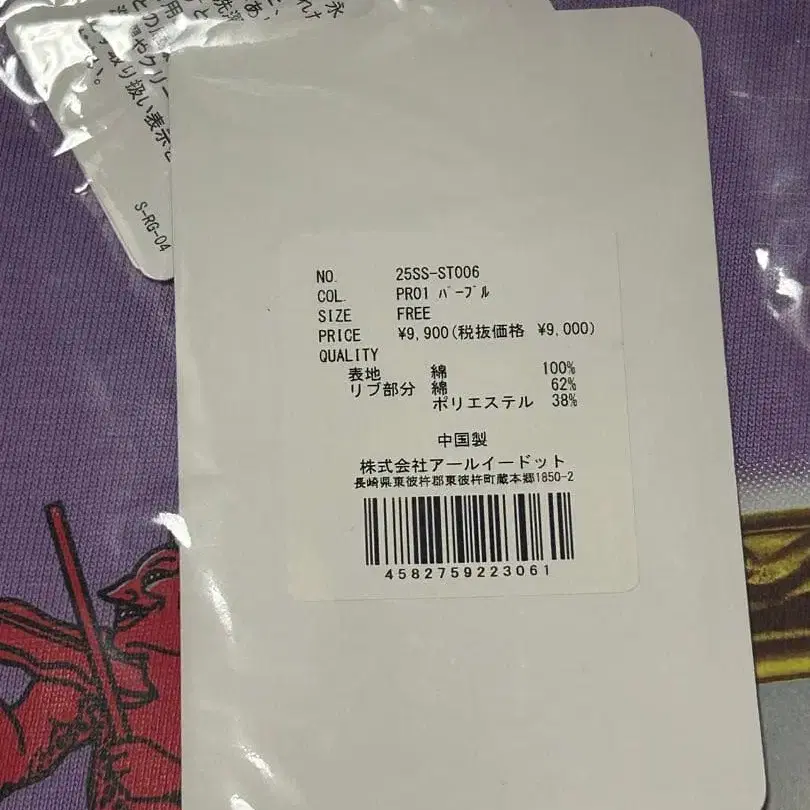 S-RG-04
NO. 25SS-ST006
COL. PR01 パープル
SIZE FREE
PRICE ¥9,900(税抜価格 ¥9,000)
QUALITY
表地 綿 100%
リブ部分 綿 62%
ポリエステル 38%
中国製
株式会社アールイードット
長崎県東彼杵郡東彼杵町蔵本郷1850-2
4582759223061